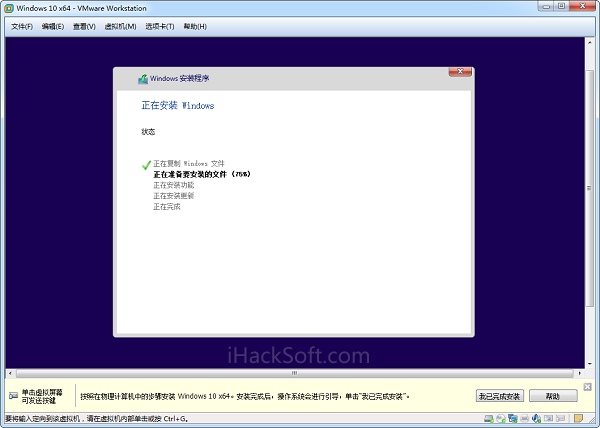 Windows 10 x64 - VMware Workstation
文件(F) 编辑(E) 查看(V) 虚拟机(M) 选项卡(T) 帮助(H)
Windows 安装程序
正在安装 Windows
状态
正在复制 Windows 文件
正在准备要安装的文件 (75%)
正在安装功能
正在安装更新
正在完成
iHackSoft.com
单击虚拟屏幕
可发送按键
按照在物理计算机中的步骤安装 Windows 10 x64。安装完成后，操作系统会进行引导，单击“我已完成安装”。
我已完成安装
帮助
要将输入定向到该虚拟机，请在虚拟机内部单击或按 Ctrl+G。